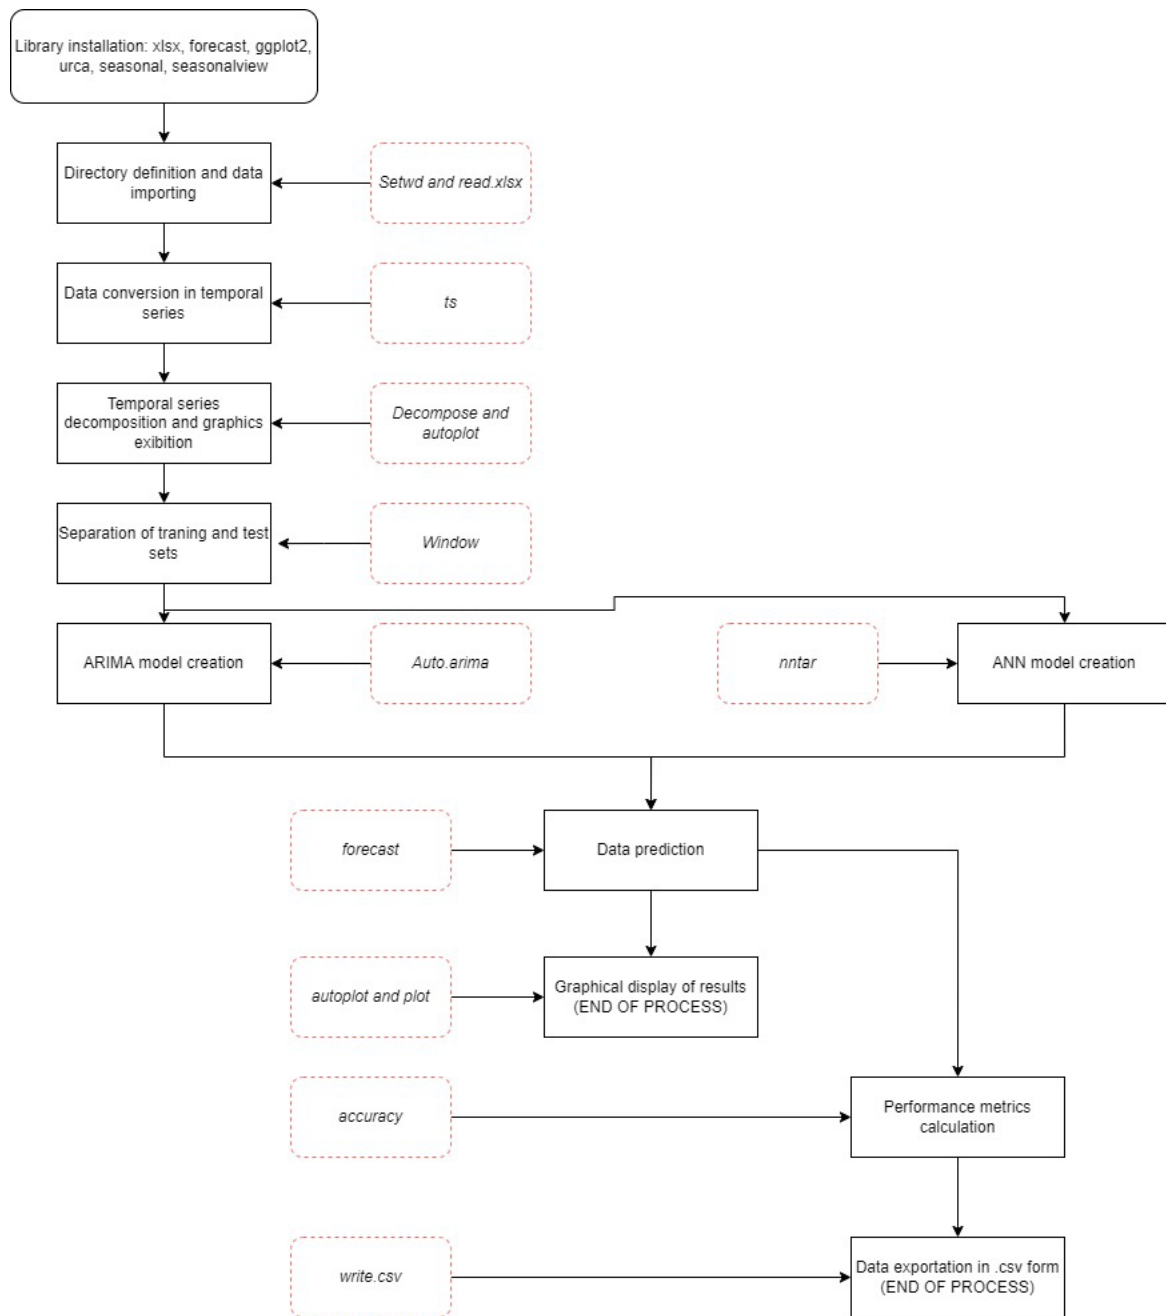 Library installation: xlsx, forecast, ggplot2,
urca, seasonal, seasonalview
Directory definition and data
importing
Setwd and read.xlsx
Data conversion in temporal
series
ts
Temporal series
decomposition and graphics
exibition
Decompose and
autoplot
Separation of traning and test
sets
Window
ARIMA model creation
Auto.arima
nntar
ANN model creation
forecast
Data prediction
autoplot and plot
Graphical display of results
(END OF PROCESS)
accuracy
Performance metrics
calculation
write.csv
Data exportation in .csv form
(END OF PROCESS)